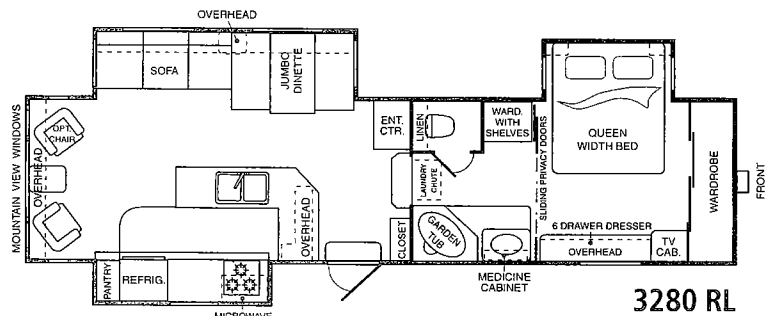 OVERHEAD
SOFA
JUMBO
DINETTE
MOUNTAIN VIEW WINDOWS
OPT.
CHAIR
OVERHEAD
ENT.
CTR.
LINEN
WARD.
WITH
SHELVES
LAUNDRY
CHUTE
SLIDING PRIVACY DOORS
QUEEN
WIDTH BED
WARDROBE
FRONT
OVERHEAD
CLOSET
GARDEN
TUB
6 DRAWER DRESSER
OVERHEAD
TV
CAB.
PANTRY
REFRIG.
MEDICINE
CABINET
MICROWAVE
3280 RL